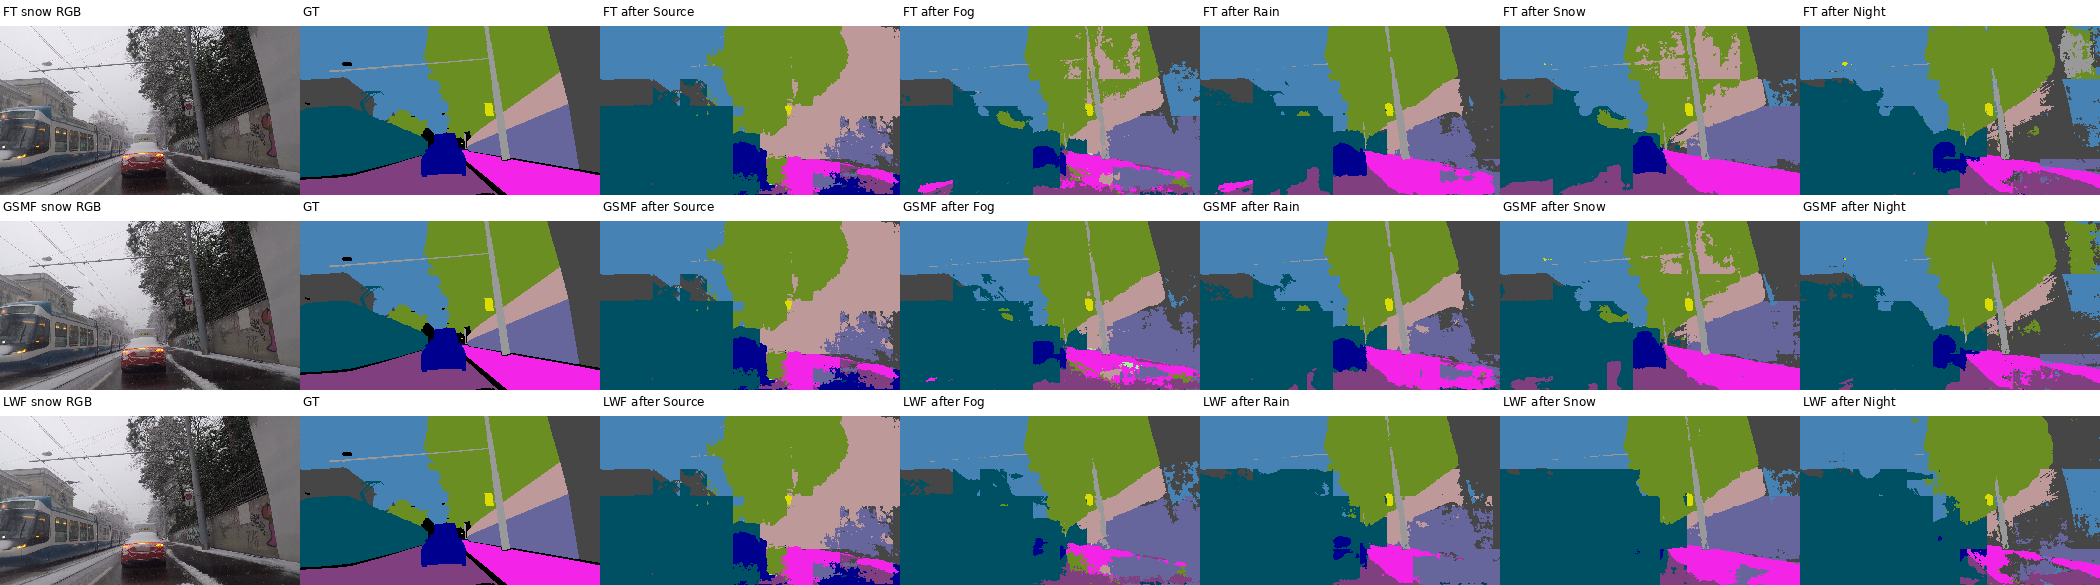 FT snow RGB GT FT after Source FT after Fog FT after Rain FT after Snow FT after Night
GSMF snow RGB GT GSMF after Source GSMF after Fog GSMF after Rain GSMF after Snow GSMF after Night
LWF snow RGB GT LWF after Source LWF after Fog LWF after Rain LWF after Snow LWF after Night